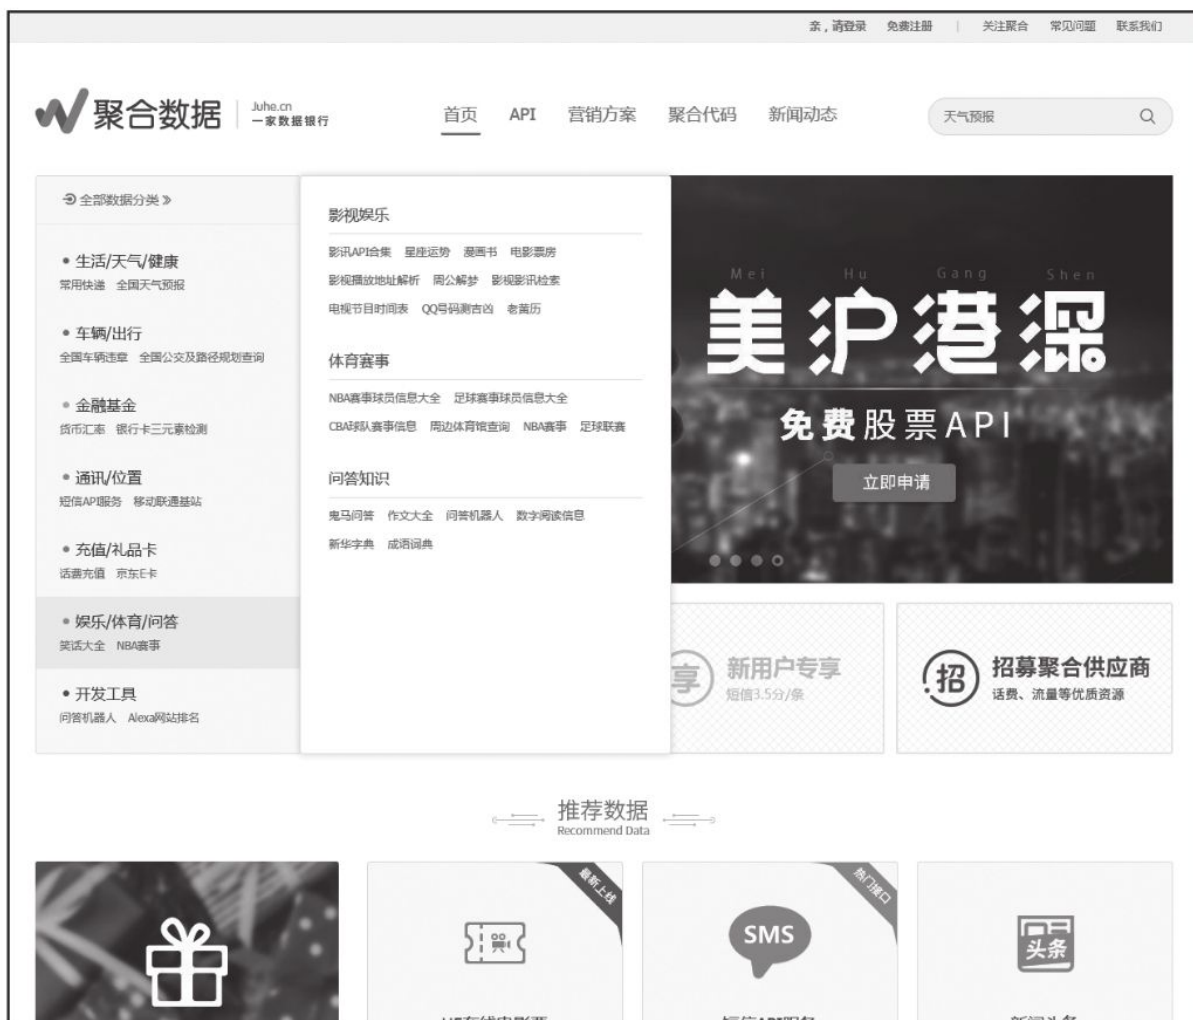 亲，请登录 免费注册 | 关注聚合 常见问题 联系我们
聚合数据 Juhe.cn
一家数据银行
首页 API 营销方案 聚合代码 新闻动态
天气预报
全部数据分类 »
生活/天气/健康
常用快递 全国天气预报
车辆/出行
全国车辆违章 全国公交及路径规划查询
金融基金
货币汇率 银行卡三元素检测
通讯/位置
短信API服务 移动联通基站
充值/礼品卡
话费充值 京东E卡
娱乐/体育/问答
笑话大全 NBA赛事
开发工具
问答机器人 Alexa网站排名
影视娱乐
影讯API合集 星座运势 漫画书 电影票房
影视播放地址解析 周公解梦 影视影讯检索
电视节目时间表 QQ号码测吉凶 老黄历
体育赛事
NBA赛事球员信息大全 足球赛事球员信息大全
CBA球队赛事信息 周边体育馆查询 NBA赛事 足球联赛
问答知识
鬼马问答 作文大全 问答机器人 数字阅读信息
新华字典 成语词典
Mei Hu Gang Shen
美沪港深
免费股票API
立即申请
享 新用户专享
短信3.5分/条
招 招募聚合供应商
话费、流量等优质资源
推荐数据
Recommend Data
最新上线
热门接口
SMS
头条